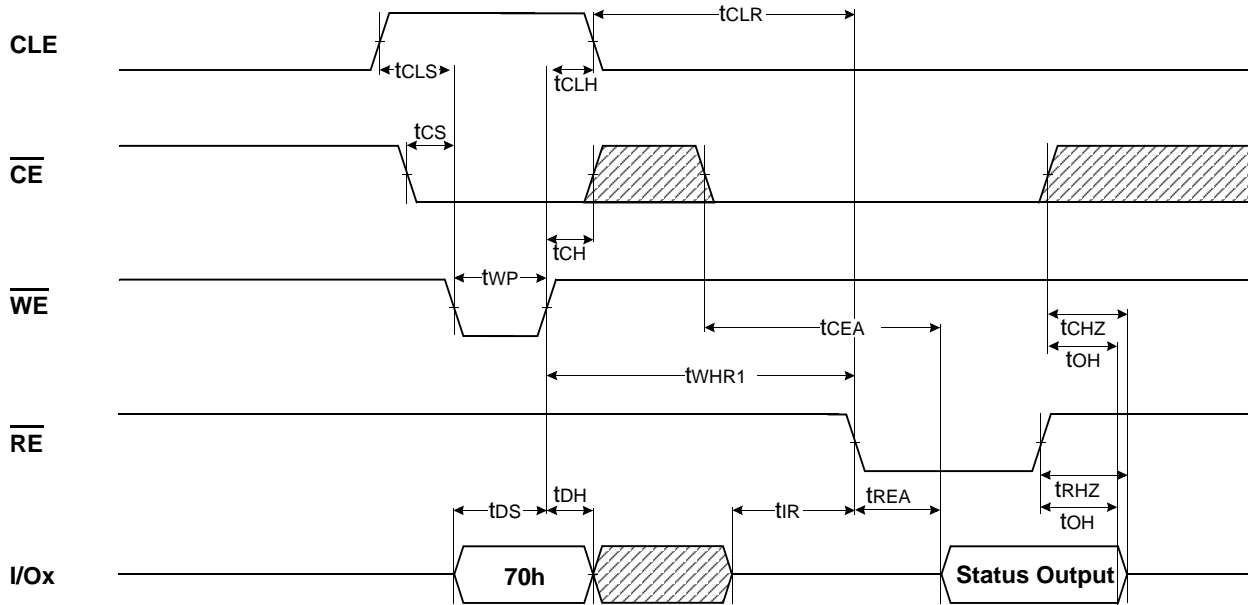 tCLR
CLE
tCLS
tCLH
tCS
CE
tCH
tWP
WE
tCEA
tCHZ
tOH
tWHR1
RE
tDH
tREA
tRHZ
tDS
tIR
tOH
I/Ox
70h
Status Output